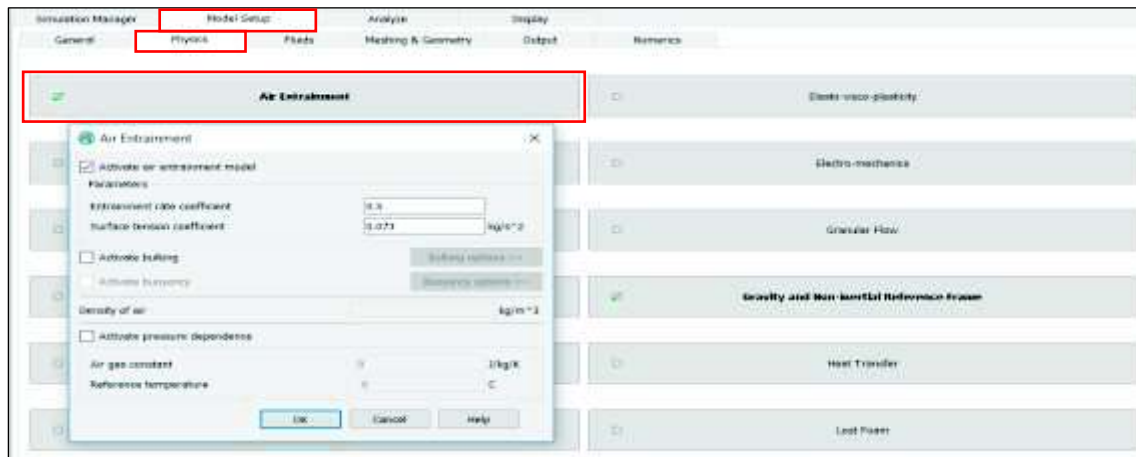 Simulation Manager Model Setup Analyze Display
General Physics Fluids Meshing & Geometry Output Numerics
Air Entrainment Elasto-visco-plasticity
Air Entrainment
Activate air entrainment model
Electro-mechanics
Parameters
Entrainment rate coefficient 0.5
Surface tension coefficient 0.073 kg/s^2
Granular Flow
Activate bulking Bulking options >>
Activate buoyancy Buoyancy options >>
Gravity and Non-inertial Reference Frame
Density of air kg/m^3
Activate pressure dependence
Air gas constant 0 J/kg/K
Heat Transfer
Reference temperature 0 C
OK Cancel Help
Lost Foam